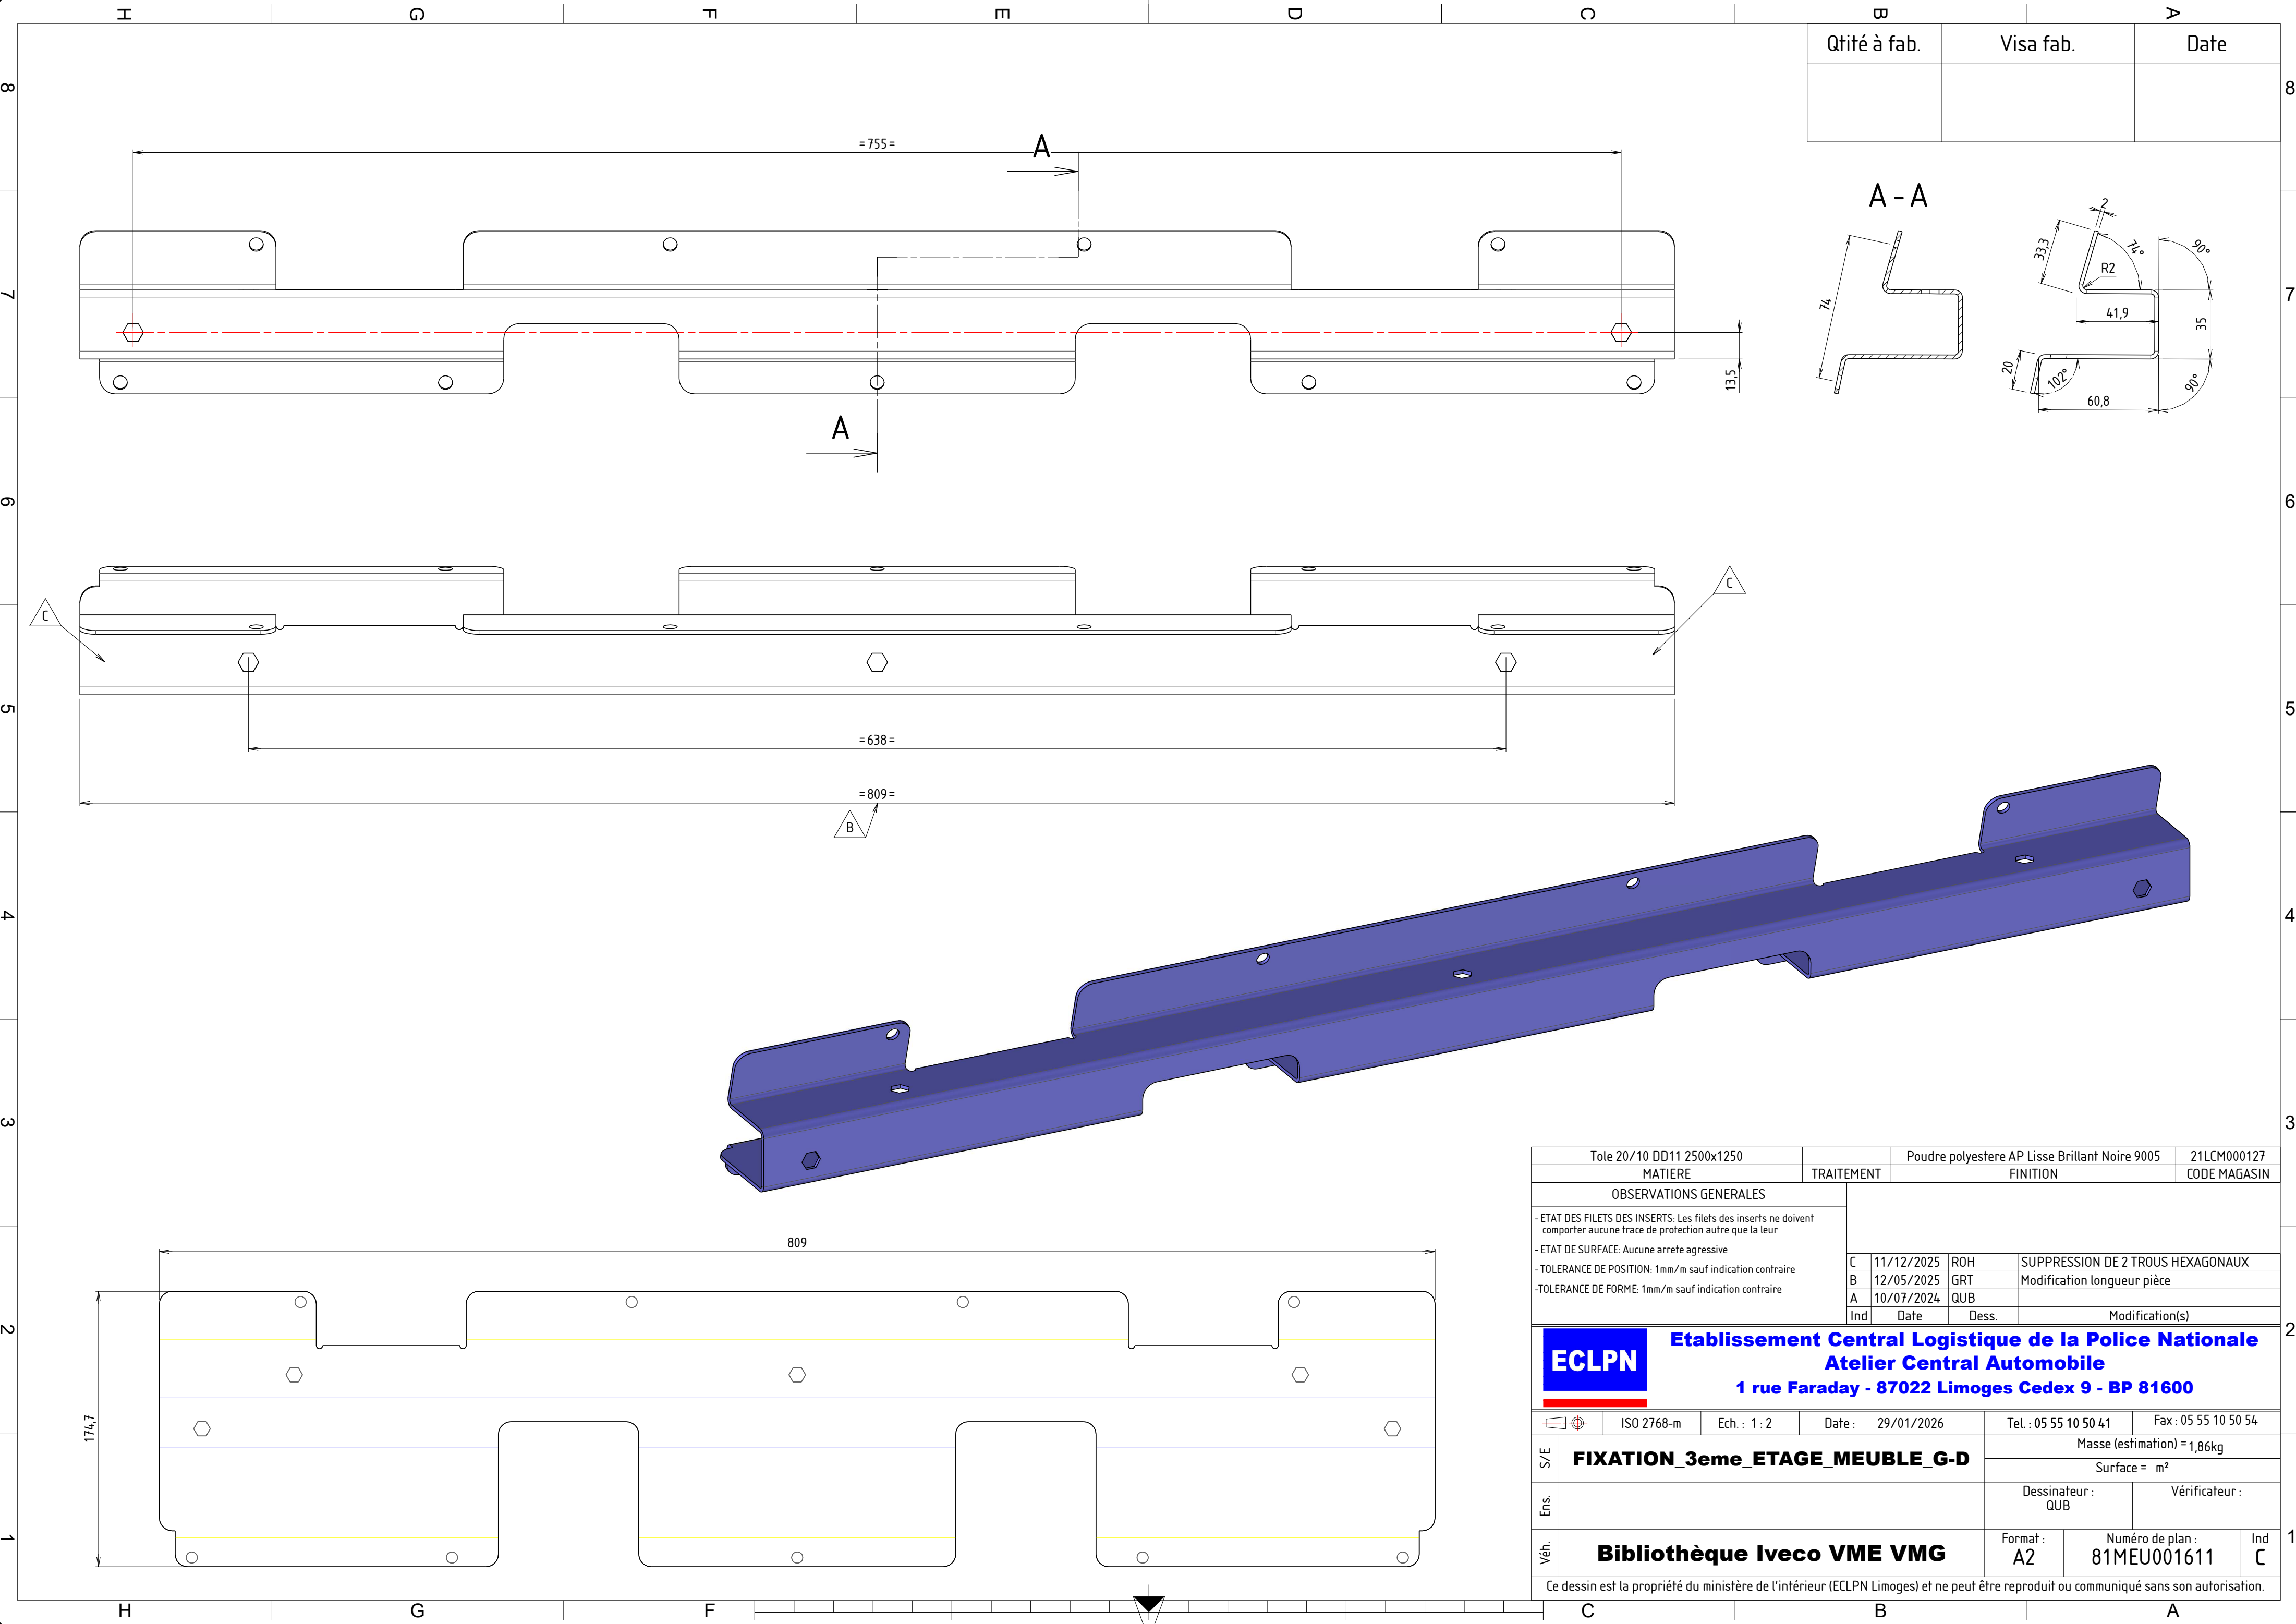 H G F E D C B A
8
Qtité à fab. Visa fab. Date
8
=755=
A
A - A
2
33,3
74°
90°
R2
74
41,9
35
7
7
20
102°
90°
60,8
13,5
A
6
6
C
C
5
5
=638=
=809=
B
4
4
3
3
809
174,7
2
2
1
1
Tole 20/10 DD11 2500x1250 Poudre polyestere AP Lisse Brillant Noire 9005 21LCM000127
MATIERE TRAITEMENT FINITION CODE MAGASIN
OBSERVATIONS GENERALES
- ETAT DES FILETS DES INSERTS: Les filets des inserts ne doivent
comporter aucune trace de protection autre que la leur
- ETAT DE SURFACE: Aucune arrete agressive
- TOLERANCE DE POSITION: 1mm/m sauf indication contraire
-TOLERANCE DE FORME: 1mm/m sauf indication contraire
C 11/12/2025 ROH SUPPRESSION DE 2 TROUS HEXAGONAUX
B 12/05/2025 GRT Modification longueur pièce
A 10/07/2024 QUB
Ind Date Dess. Modification(s)
ECLPN
Etablissement Central Logistique de la Police Nationale
Atelier Central Automobile
1 rue Faraday - 87022 Limoges Cedex 9 - BP 81600
ISO 2768-m Ech. : 1 : 2 Date : 29/01/2026 Tel. : 05 55 10 50 41 Fax : 05 55 10 50 54
S/E FIXATION_3eme_ETAGE_MEUBLE_G-D
Masse (estimation) = 1,86kg
Surface = m²
Ens.
Dessinateur : Vérificateur :
QUB
Véh. Bibliothèque Iveco VME VMG
Format : Numéro de plan : Ind
A2 81MEU001611 C
Ce dessin est la propriété du ministère de l'intérieur (ECLPN Limoges) et ne peut être reproduit ou communiqué sans son autorisation.
H G F C B A